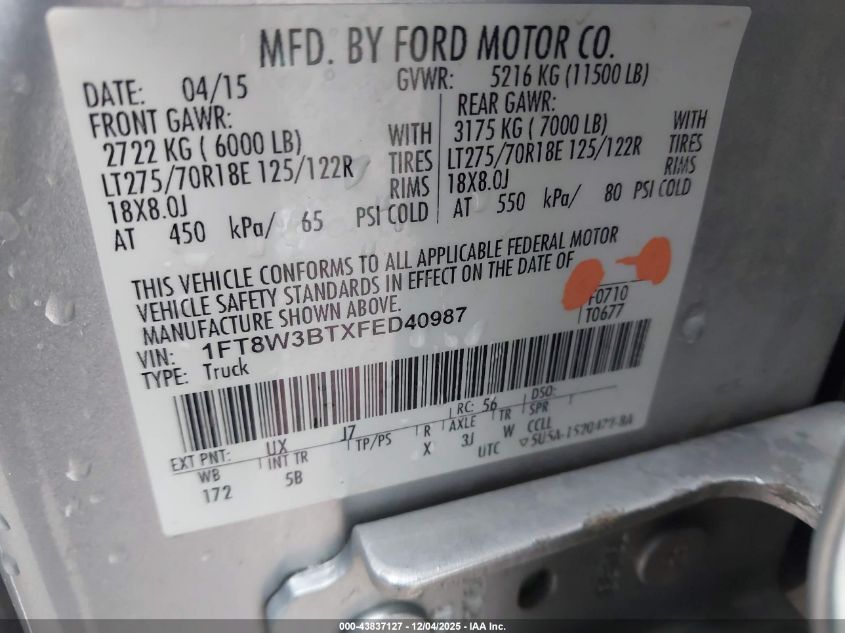 MFD. BY FORD MOTOR CO.
DATE: 04/15 GVWR: 5216 KG (11500 LB)
FRONT GAWR: REAR GAWR:
2722 KG ( 6000 LB) WITH 3175 KG ( 7000 LB) WITH
LT275/70R18E 125/122R TIRES LT275/70R18E 125/122R TIRES
18X8.0J RIMS 18X8.0J RIMS
AT 450 kPa/ 65 PSI COLD AT 550 kPa/ 80 PSI COLD
THIS VEHICLE CONFORMS TO ALL APPLICABLE FEDERAL MOTOR
VEHICLE SAFETY STANDARDS IN EFFECT ON THE DATE OF
MANUFACTURE SHOWN ABOVE.
F0710
T0677
VIN: 1FT8W3BTXFED40987
TYPE: Truck
EXT PNT: UX J7 RC: 56 DSO:
WB INT TR TP/PS R AXLE TR SPR
172 5B X 3J W CCLL
UTC
000-43837127 - 12/04/2025 - IAA Inc.